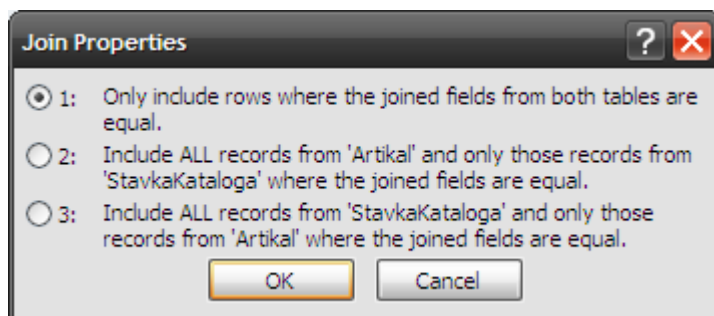 Join Properties
1: Only include rows where the joined fields from both tables are
equal.
2: Include ALL records from 'Artikal' and only those records from
'StavkaKataloga' where the joined fields are equal.
3: Include ALL records from 'StavkaKataloga' and only those
records from 'Artikal' where the joined fields are equal.
OK Cancel